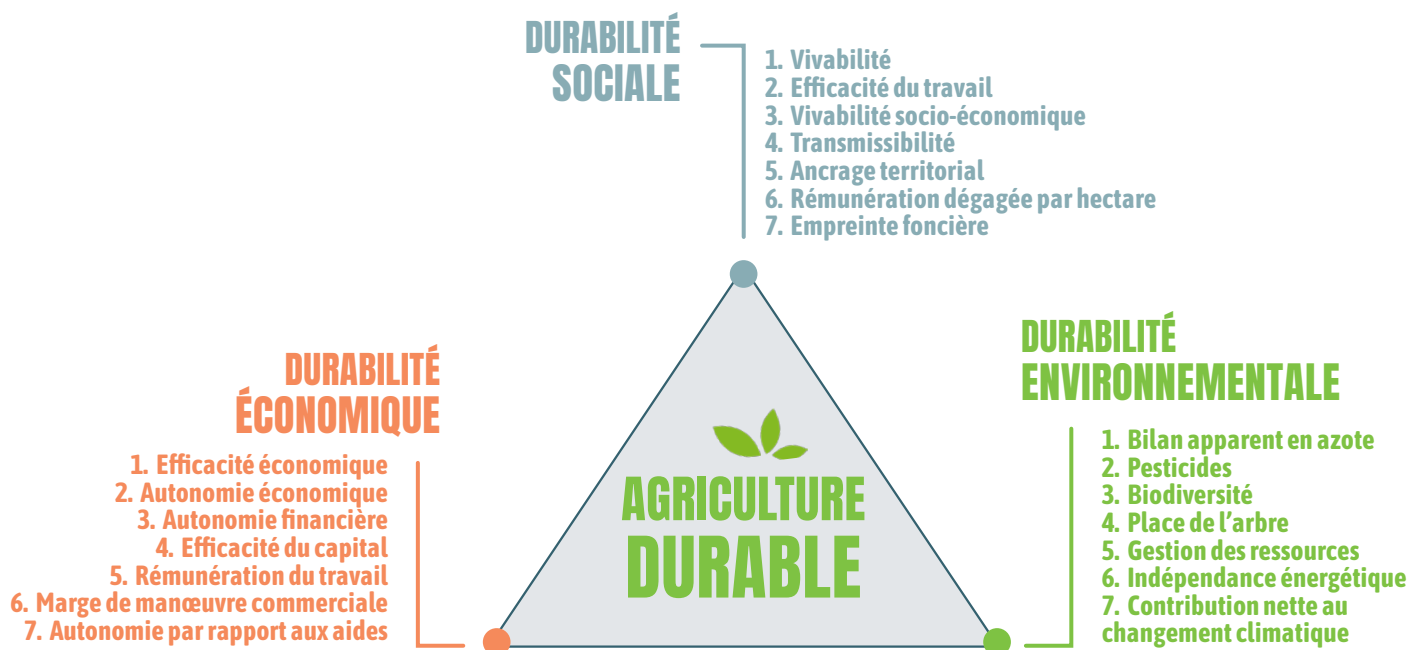 DURABILITÉ
SOCIALE
1. Vivabilité
2. Efficacité du travail
3. Vivabilité socio-économique
4. Transmissibilité
5. Ancrage territorial
6. Rémunération dégagée par hectare
7. Empreinte foncière
DURABILITÉ
ÉCONOMIQUE
1. Efficacité économique
2. Autonomie économique
3. Autonomie financière
4. Efficacité du capital
5. Rémunération du travail
6. Marge de manœuvre commerciale
7. Autonomie par rapport aux aides
AGRICULTURE
DURABLE
DURABILITÉ
ENVIRONNEMENTALE
1. Bilan apparent en azote
2. Pesticides
3. Biodiversité
4. Place de l’arbre
5. Gestion des ressources
6. Indépendance énergétique
7. Contribution nette au
changement climatique